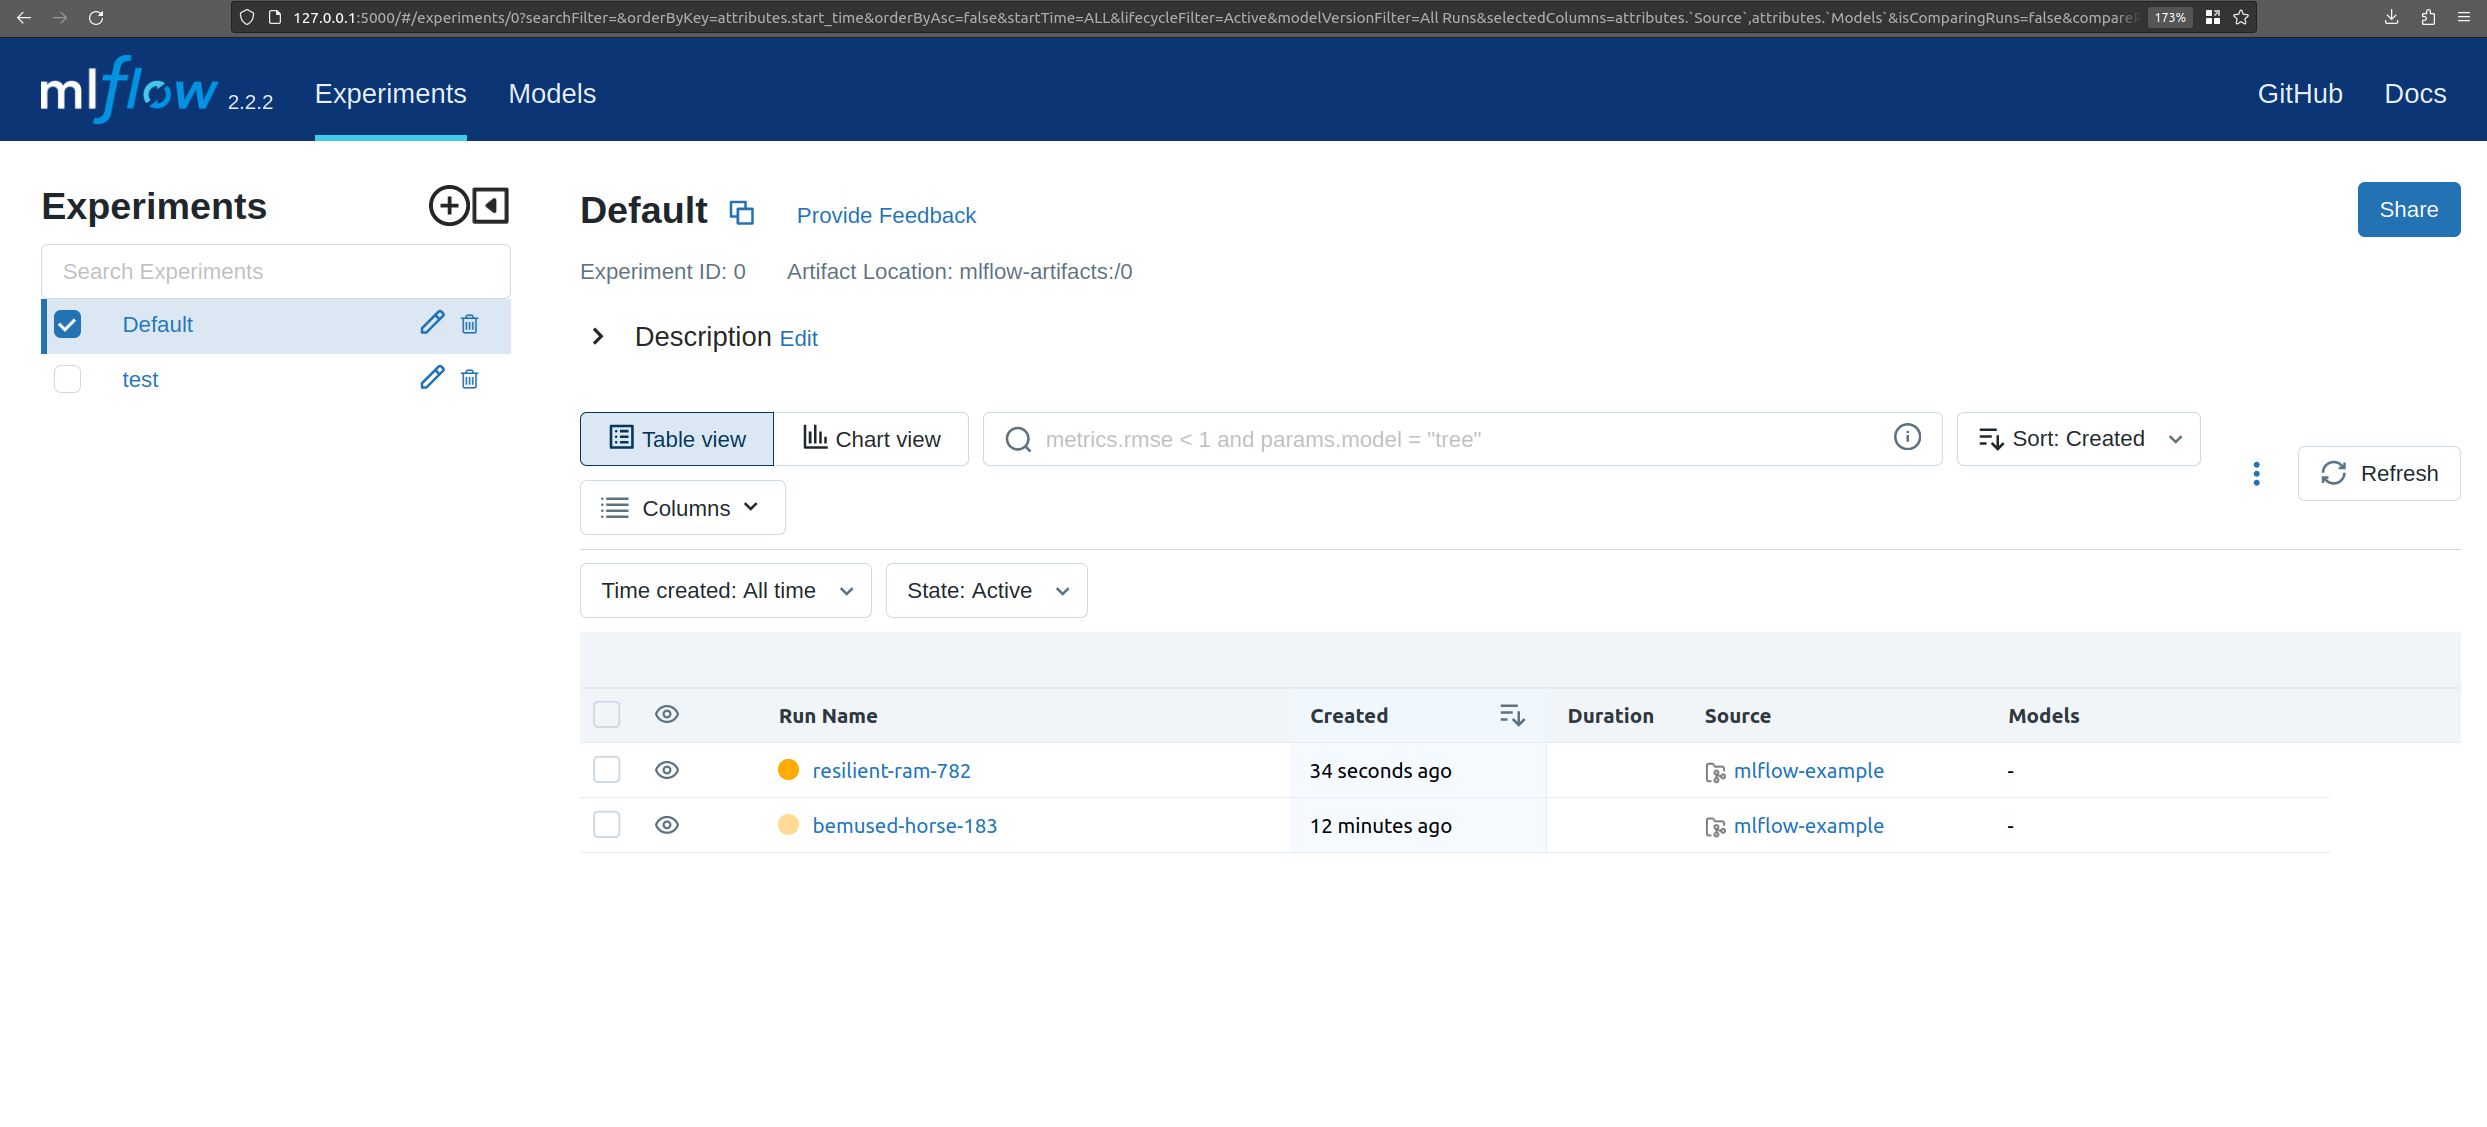 127.0.0.1:5000/#/experiments/0?searchFilter=&orderByKey=attributes.start_time&orderByAsc=false&startTime=ALL&lifecycleFilter=Active&modelVersionFilter=All Runs&selectedColumns=attributes.`Source`,attributes.`Models`&isComparingRuns=false&compareR 173%
mlflow 2.2.2 Experiments Models GitHub Docs
Experiments
Search Experiments
Default
test
Default Provide Feedback Share
Experiment ID: 0 Artifact Location: mlflow-artifacts:/0
Description Edit
Table view Chart view metrics.rmse < 1 and params.model = "tree" Sort: Created
Refresh
Columns
Time created: All time State: Active
Run Name Created Duration Source Models
resilient-ram-782 34 seconds ago mlflow-example -
bemused-horse-183 12 minutes ago mlflow-example -